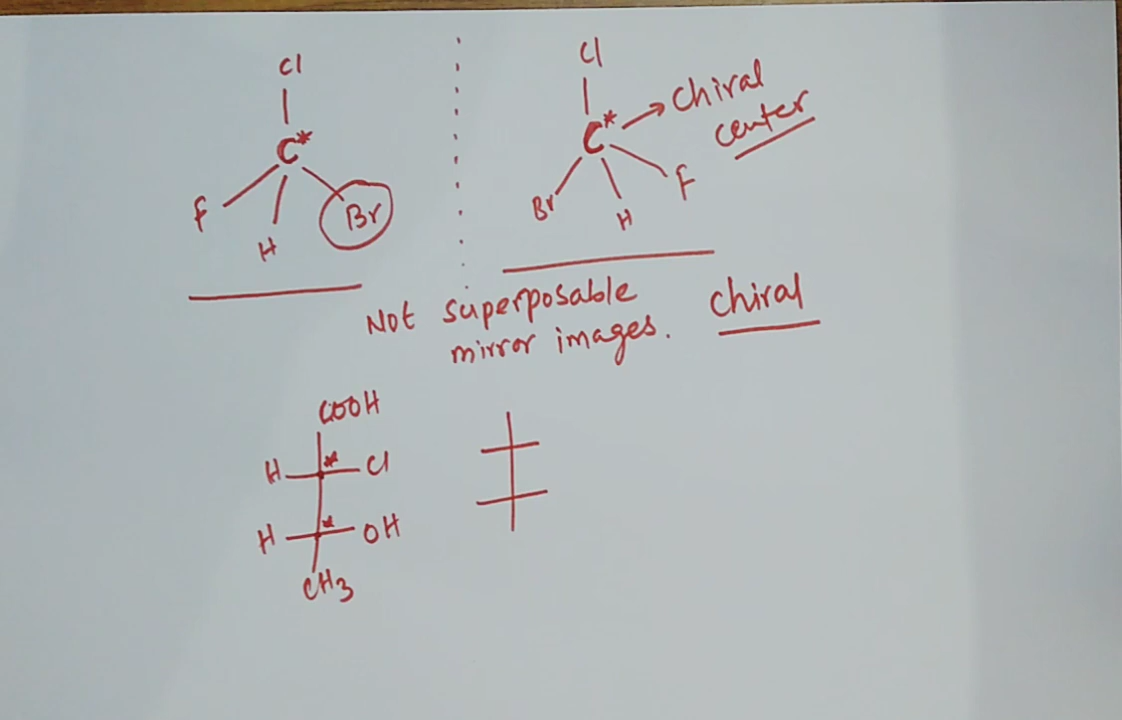 Cl
C*
F
H
Br
Cl
C* → Chiral
center
Br
H
F
Not superposable
mirror images.
Chiral
COOH
H * Cl
H * OH
CH3